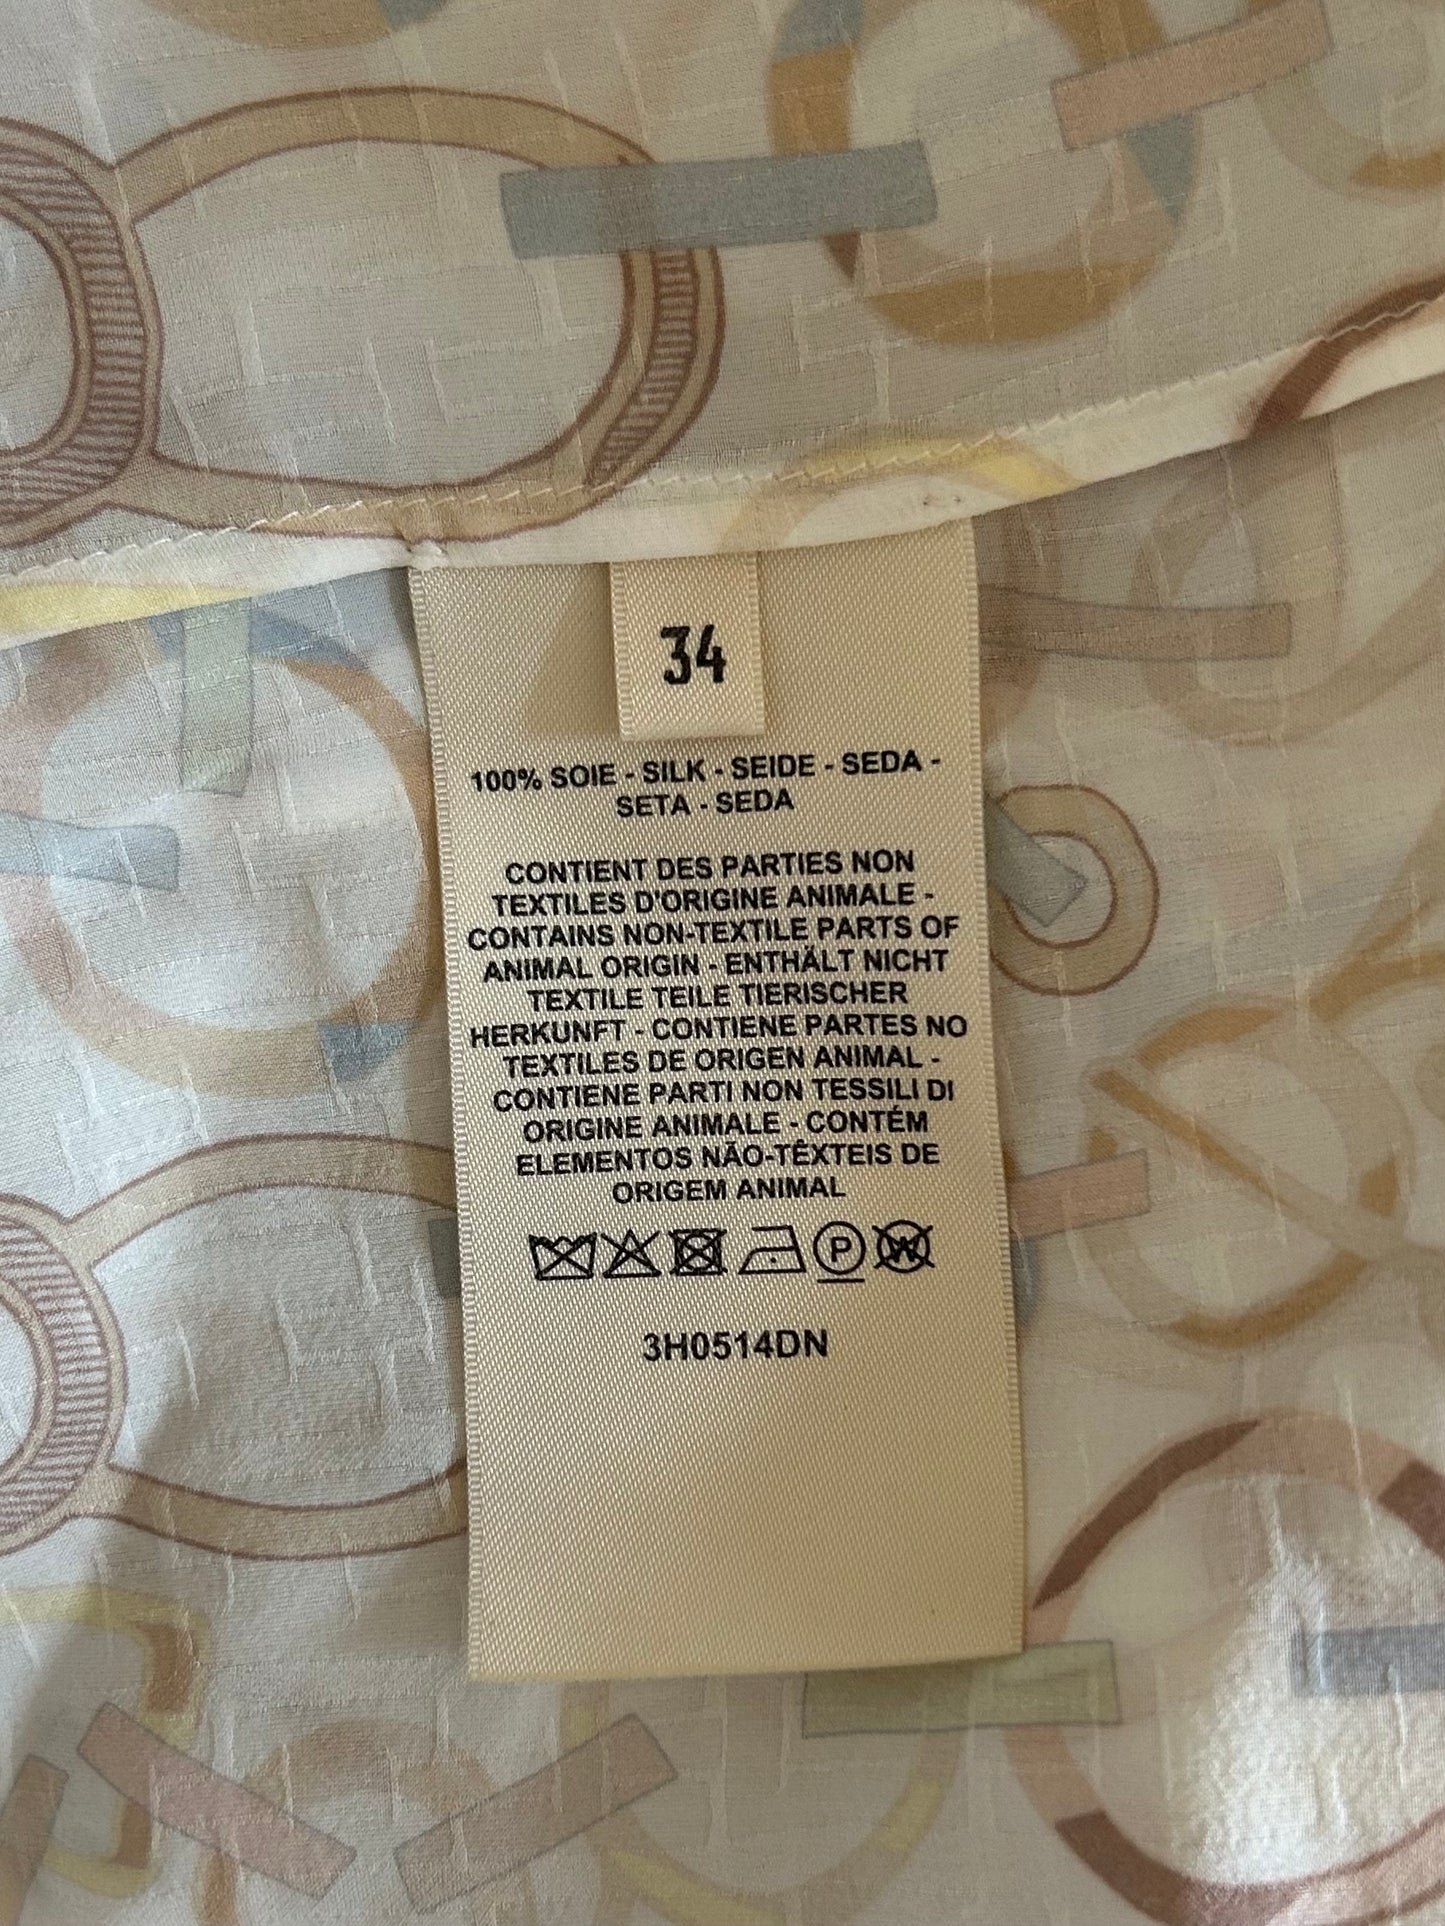 34
100% SOIE - SILK - SEIDE - SEDA -
SETA - SEDA
CONTIENT DES PARTIES NON
TEXTILES D'ORIGINE ANIMALE -
CONTAINS NON-TEXTILE PARTS OF
ANIMAL ORIGIN - ENTHÄLT NICHT
TEXTILE TEILE TIERISCHER
HERKUNFT - CONTIENE PARTES NO
TEXTILES DE ORIGEN ANIMAL -
CONTIENE PARTI NON TESSILI DI
ORIGINE ANIMALE - CONTÉM
ELEMENTOS NÃO-TÊXTEIS DE
ORIGEM ANIMAL
P W
3H0514DN